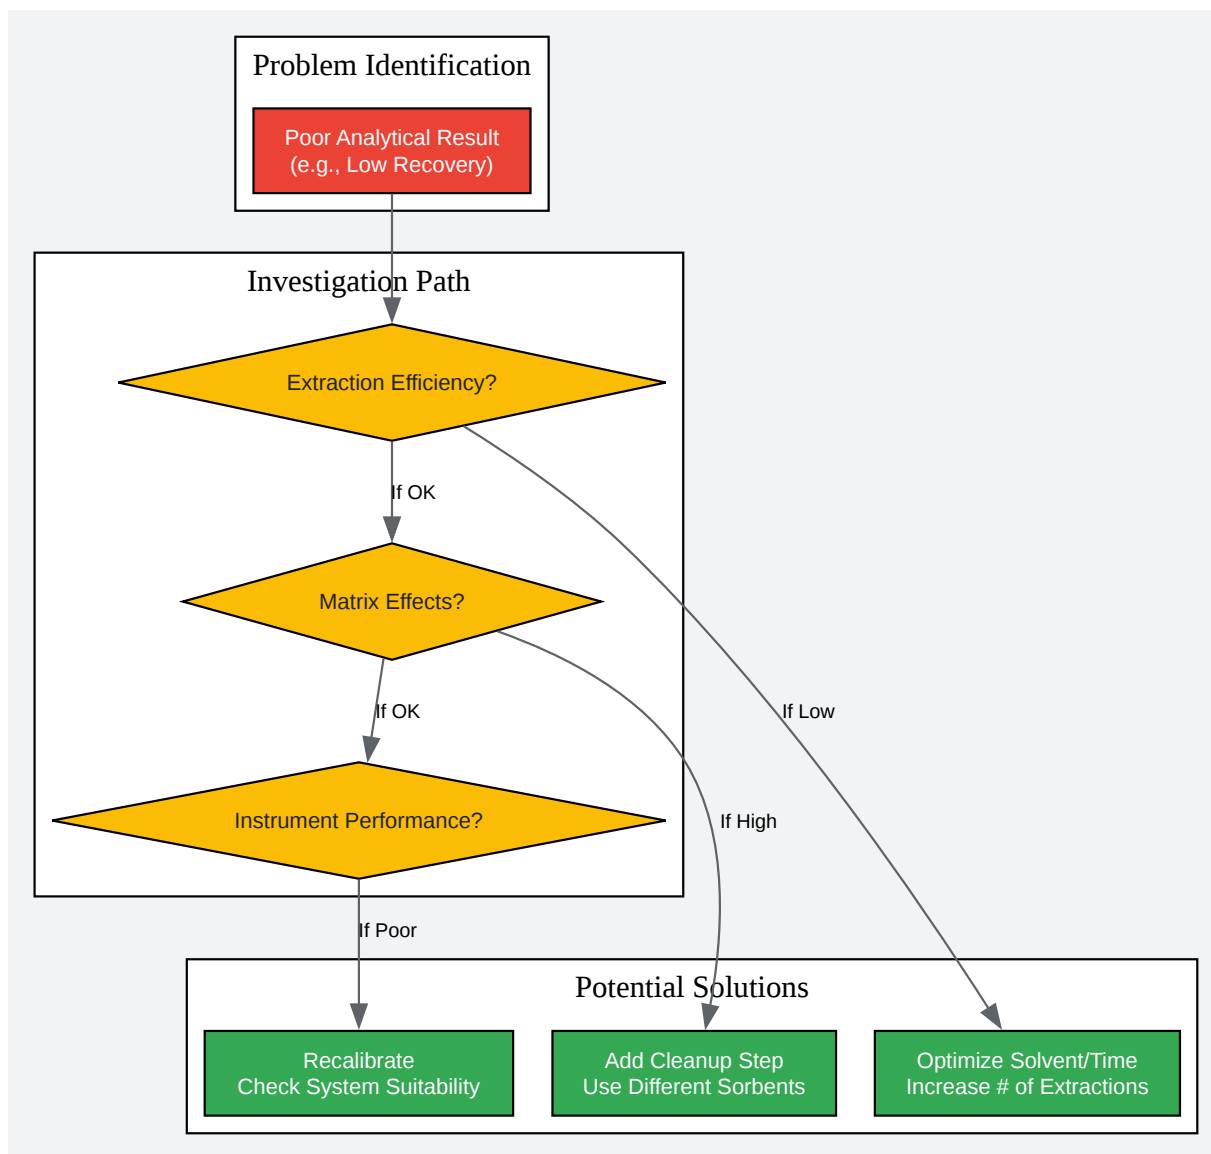 Problem Identification
Poor Analytical Result
(e.g., Low Recovery)
Investigation Path
Extraction Efficiency?
If OK
Matrix Effects?
If OK
If Low
Instrument Performance?
If High
If Poor
Potential Solutions
Recalibrate
Check System Suitability
Add Cleanup Step
Use Different Sorbents
Optimize Solvent/Time
Increase # of Extractions